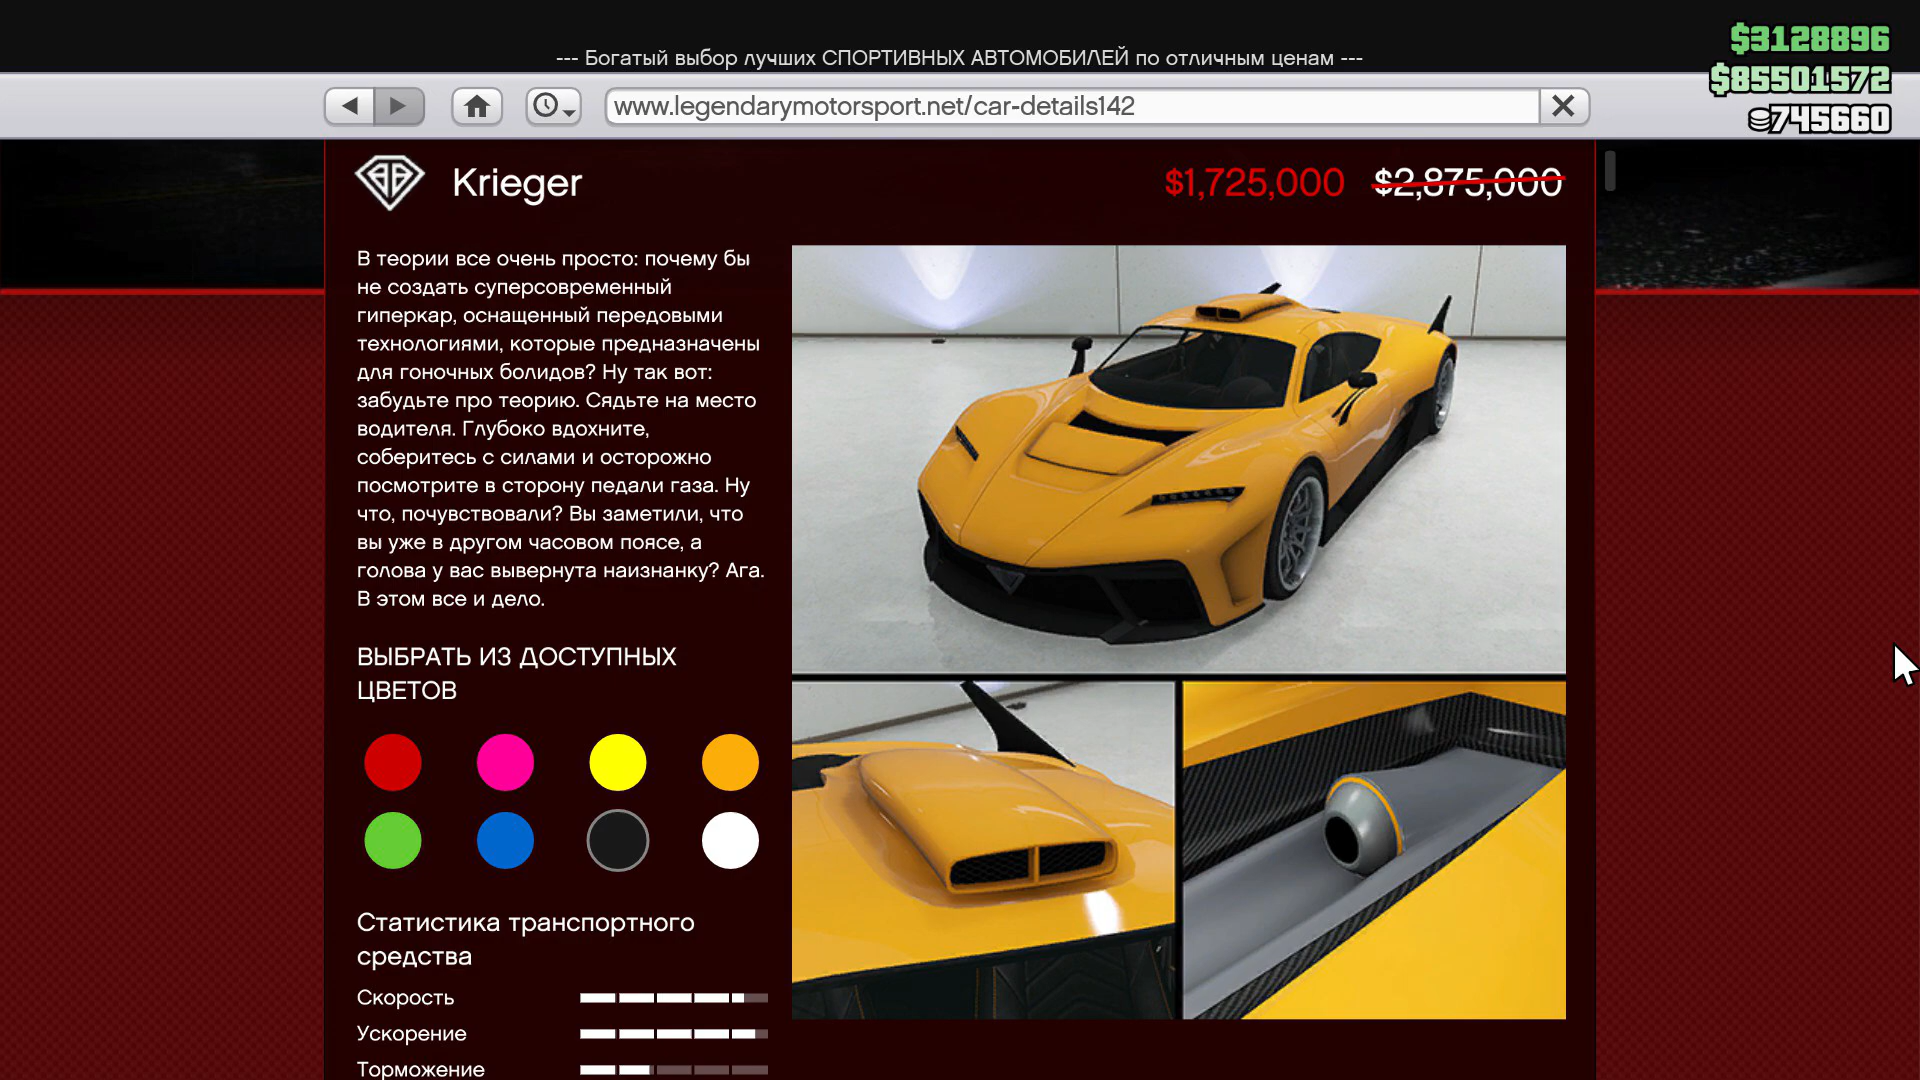 --- Богатый выбор лучших СПОРТИВНЫХ АВТОМОБИЛЕЙ по отличным ценам ---
$3128896
$85501572
745660
www.legendarymotorsport.net/car-details142
Krieger
$1,725,000 $2,875,000
В теории все очень просто: почему бы
не создать суперсовременный
гиперкар, оснащенный передовыми
технологиями, которые предназначены
для гоночных болидов? Ну так вот:
забудьте про теорию. Сядьте на место
водителя. Глубоко вдохните,
соберитесь с силами и осторожно
посмотрите в сторону педали газа. Ну
что, почувствовали? Вы заметили, что
вы уже в другом часовом поясе, а
голова у вас вывернута наизнанку? Ага.
В этом все и дело.
ВЫБРАТЬ ИЗ ДОСТУПНЫХ
ЦВЕТОВ
Статистика транспортного
средства
Скорость
Ускорение
Торможение